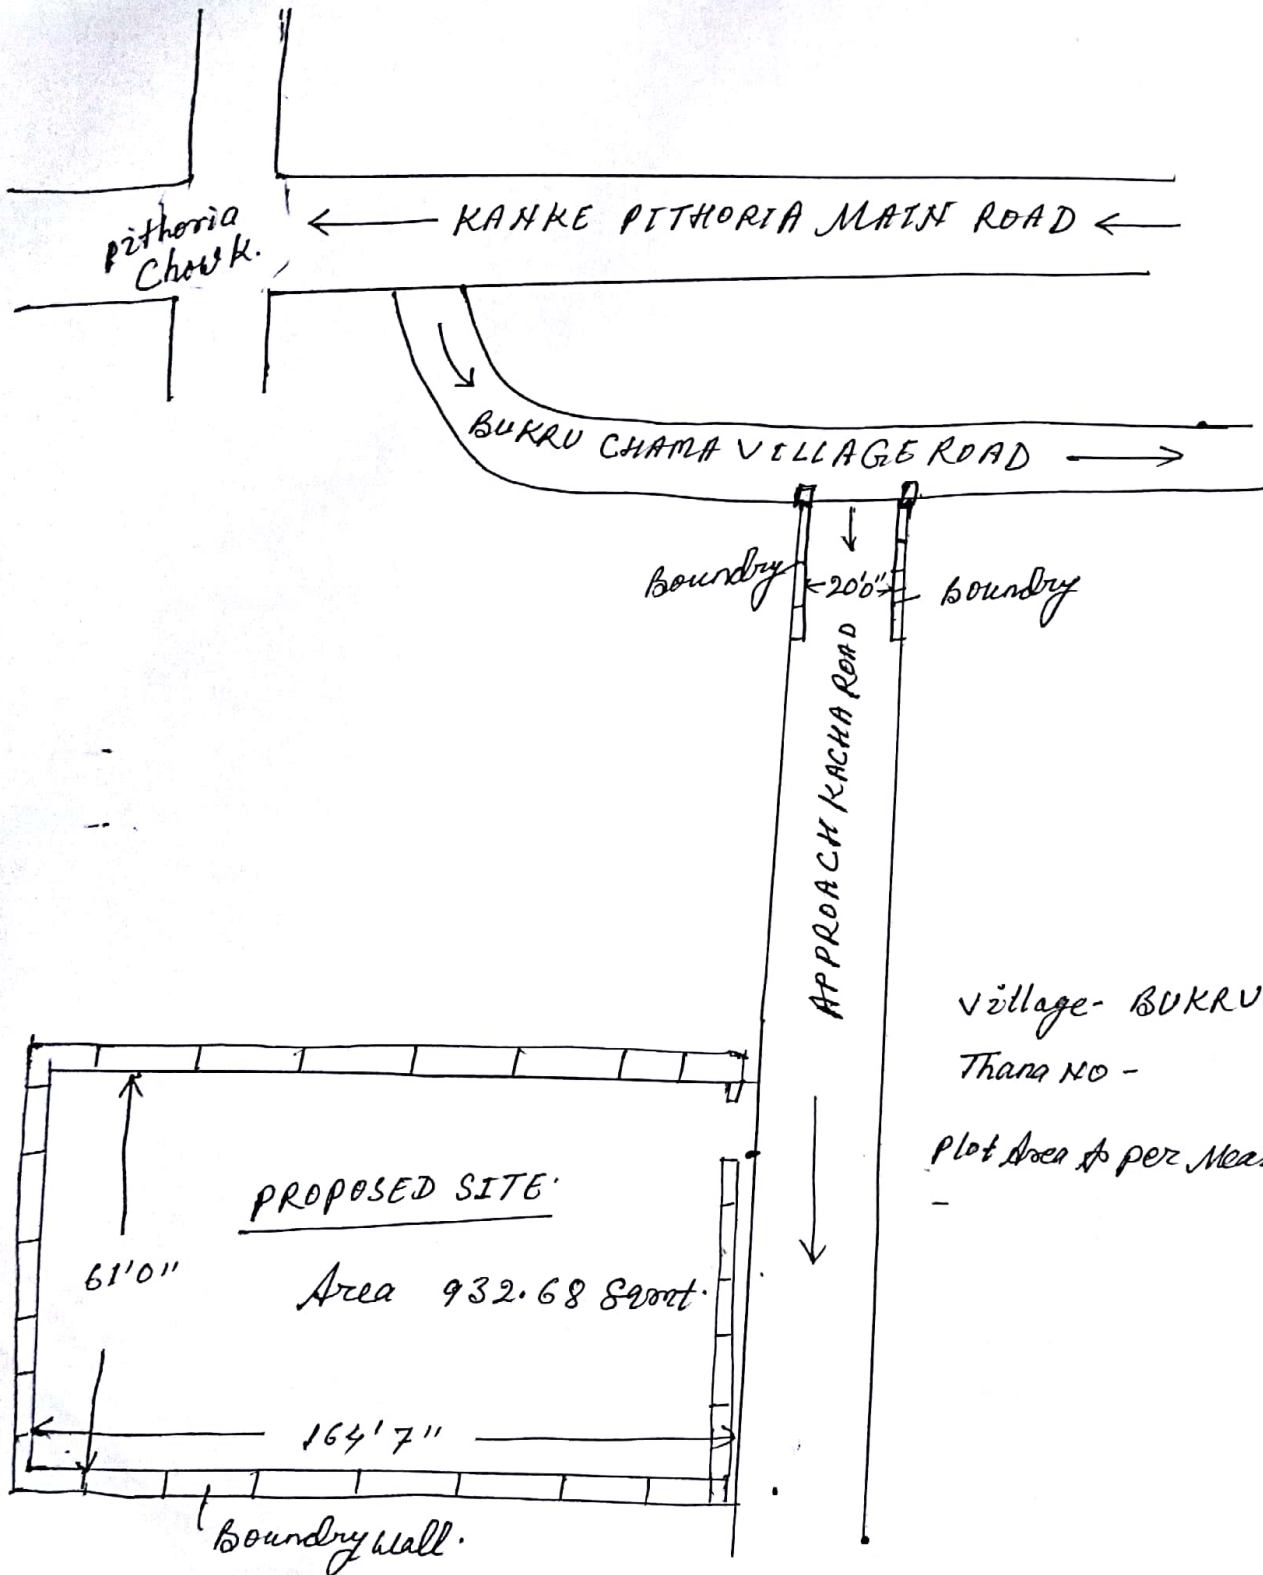 pithoria
Chowk.
KANKE PITHORIA MAIN ROAD
BUKRU CHAMA VILLAGE ROAD
Boundry
20'0"
Boundry
APPROACH KACHA ROAD
Village- BUKRU
Thana NO -
Plot Area As per Meas
-
PROPOSED SITE.
61'0"
Area 932.68 Sqmt.
164'7"
Boundry Wall.